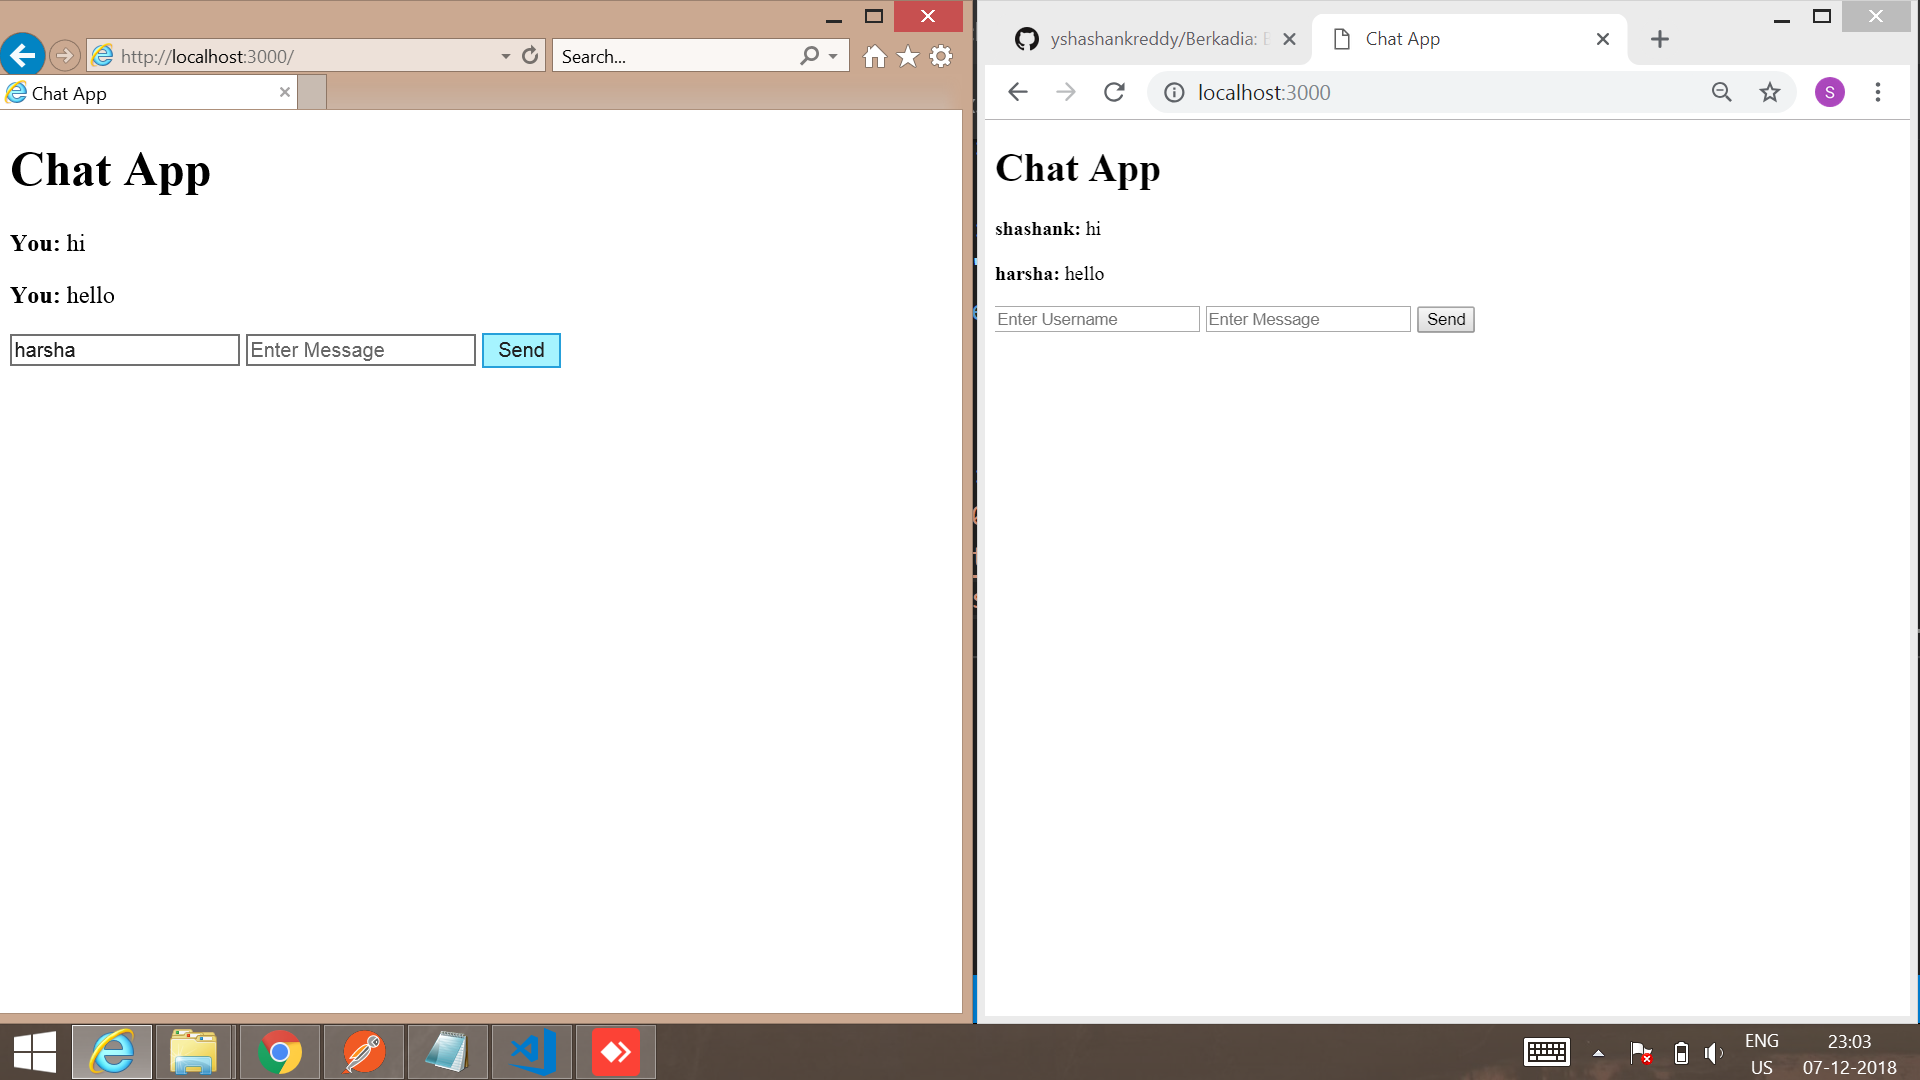 http://localhost:3000/
Search...
Chat App
Chat App
You: hi
You: hello
harsha
Enter Message
Send
yshashankreddy/Berkadia:
Chat App
localhost:3000
S
Chat App
shashank: hi
harsha: hello
Enter Username
Enter Message
Send
ENG
US
23:03
07-12-2018